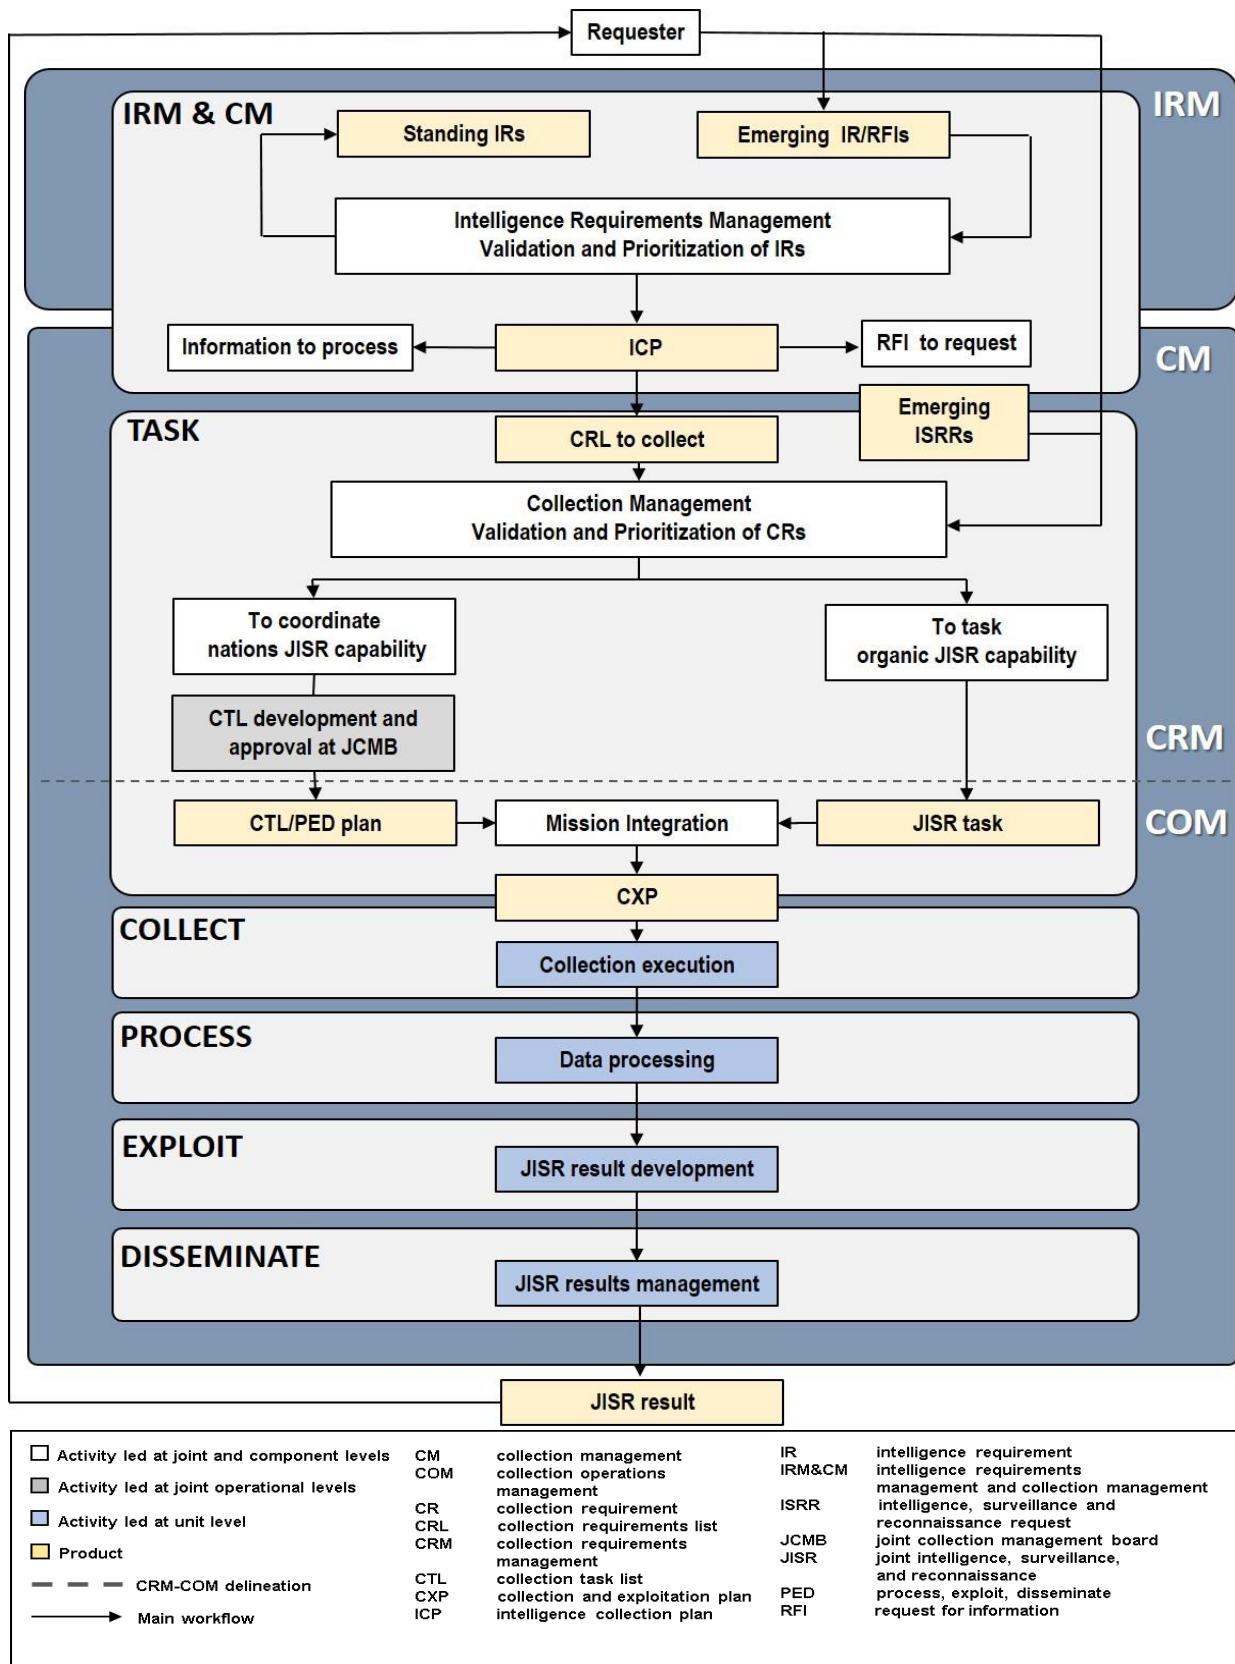 Requester
IRM
IRM & CM
Standing IRs
Emerging IR/RFIs
Intelligence Requirements Management
Validation and Prioritization of IRs
Information to process
ICP
RFI to request
CM
Emerging
ISRRs
TASK
CRL to collect
Collection Management
Validation and Prioritization of CRs
To coordinate
nations JISR capability
To task
organic JISR capability
CTL development and
approval at JCMB
CRM
CTL/PED plan
Mission Integration
JISR task
COM
CXP
COLLECT
Collection execution
PROCESS
Data processing
EXPLOIT
JISR result development
DISSEMINATE
JISR results management
JISR result
Activity led at joint and component levels
Activity led at joint operational levels
Activity led at unit level
Product
CRM-COM delineation
Main workflow
CM collection management
COM collection operations
management
CR collection requirement
CRL collection requirements list
CRM collection requirements
management
CTL collection task list
CXP collection and exploitation plan
ICP intelligence collection plan
IR intelligence requirement
IRM&CM intelligence requirements
management and collection management
ISRR intelligence, surveillance and
reconnaissance request
JCMB joint collection management board
JISR joint intelligence, surveillance,
and reconnaissance
PED process, exploit, disseminate
RFI request for information